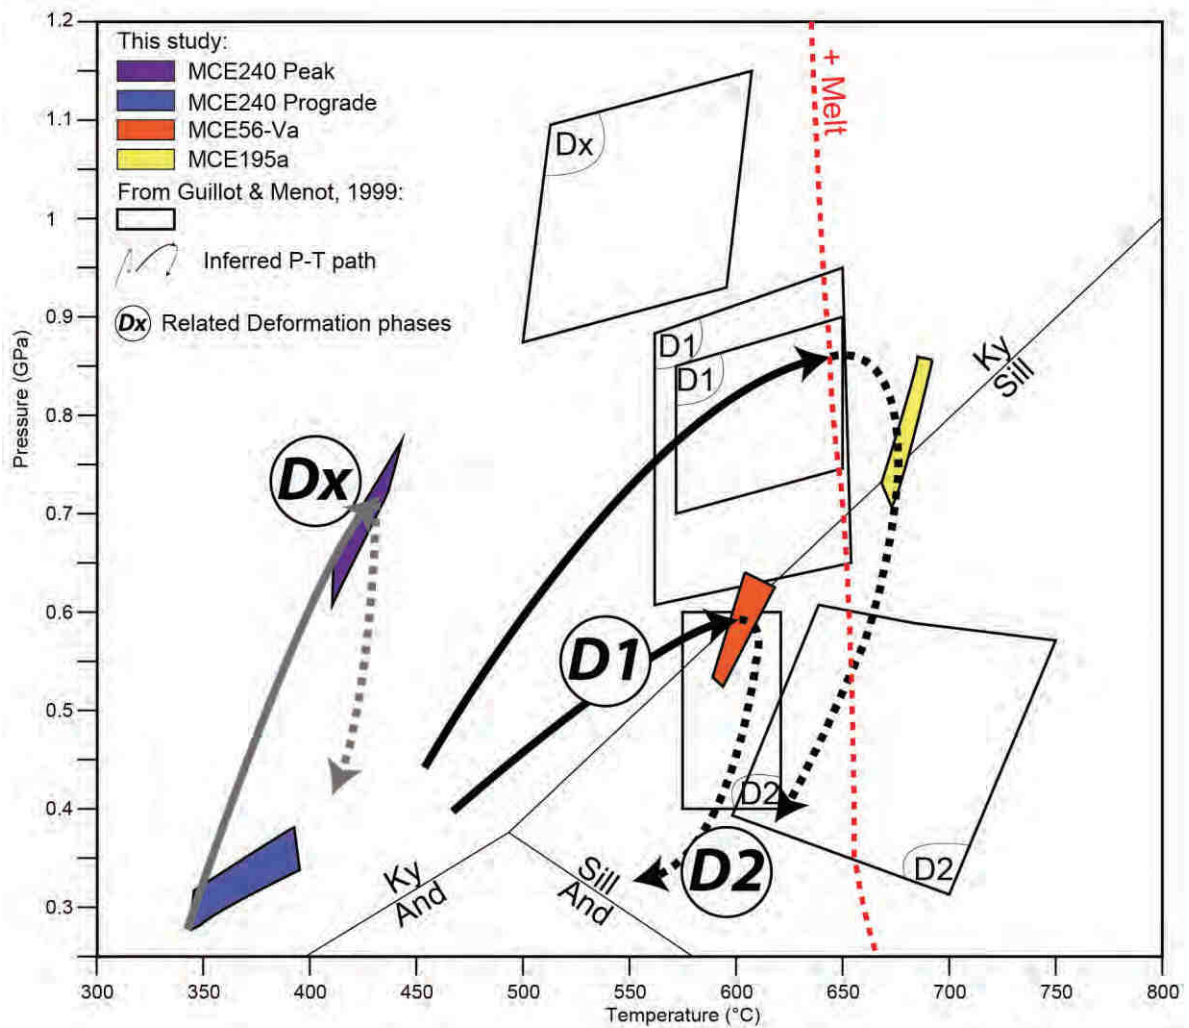 This study:
MCE240 Peak
MCE240 Prograde
MCE56-Va
MCE195a
From Guillot & Menot, 1999:
Inferred P-T path
Dx Related Deformation phases
+ Melt
Dx
D1
D1
Ky
Sill
Dx
D1
D2
D2
D2
Ky
And
Sill
And
Pressure (GPa)
1.2
1.1
1
0.9
0.8
0.7
0.6
0.5
0.4
0.3
300
350
400
450
500
550
600
650
700
750
800
Temperature (°C)